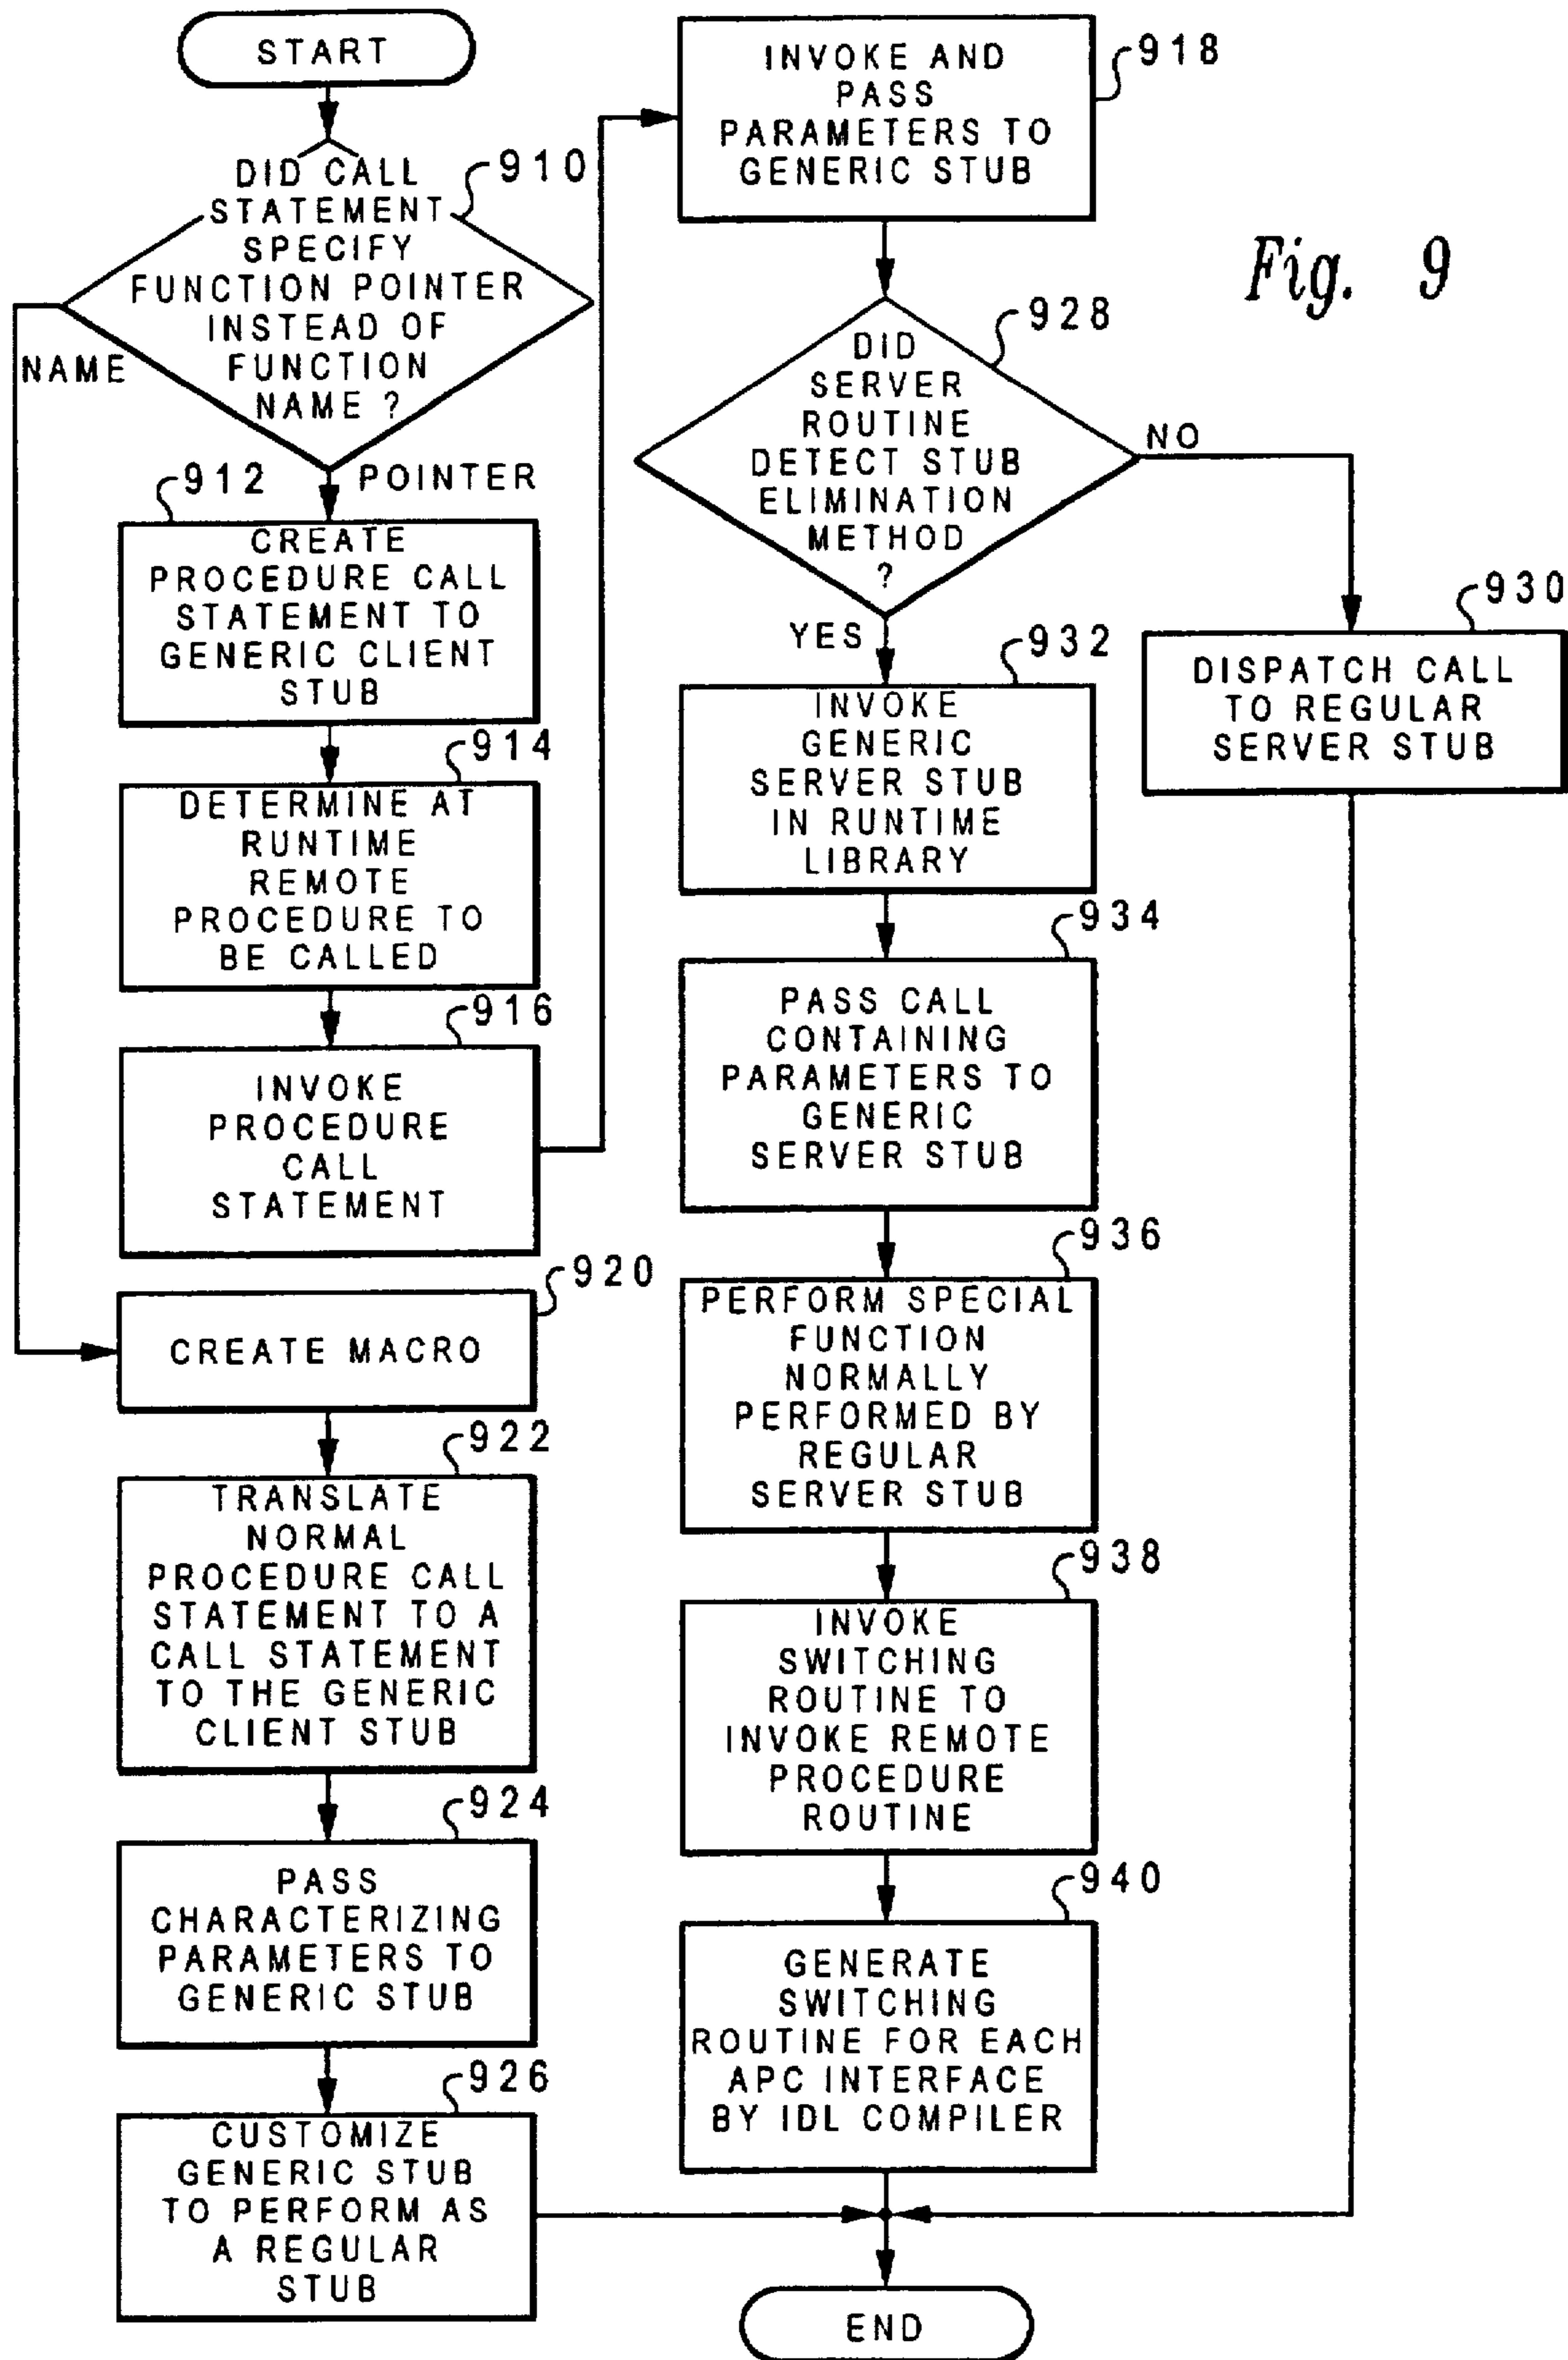 START
DID CALL
STATEMENT
SPECIFY
FUNCTION POINTER
INSTEAD OF
FUNCTION
NAME ?
910
NAME
POINTER
912
CREATE
PROCEDURE CALL
STATEMENT TO
GENERIC CLIENT
STUB
914
DETERMINE AT
RUNTIME
REMOTE
PROCEDURE TO
BE CALLED
916
INVOKE
PROCEDURE
CALL
STATEMENT
920
CREATE MACRO
922
TRANSLATE
NORMAL
PROCEDURE CALL
STATEMENT TO A
CALL STATEMENT
TO THE GENERIC
CLIENT STUB
924
PASS
CHARACTERIZING
PARAMETERS TO
GENERIC STUB
926
CUSTOMIZE
GENERIC STUB
TO PERFORM AS
A REGULAR
STUB
918
INVOKE AND
PASS
PARAMETERS TO
GENERIC STUB
Fig. 9
928
DID
SERVER
ROUTINE
DETECT STUB
ELIMINATION
METHOD
?
NO
YES
930
DISPATCH CALL
TO REGULAR
SERVER STUB
932
INVOKE
GENERIC
SERVER STUB
IN RUNTIME
LIBRARY
934
PASS CALL
CONTAINING
PARAMETERS TO
GENERIC
SERVER STUB
936
PERFORM SPECIAL
FUNCTION
NORMALLY
PERFORMED BY
REGULAR
SERVER STUB
938
INVOKE
SWITCHING
ROUTINE TO
INVOKE REMOTE
PROCEDURE
ROUTINE
940
GENERATE
SWITCHING
ROUTINE FOR EACH
APC INTERFACE
BY IDL COMPILER
END